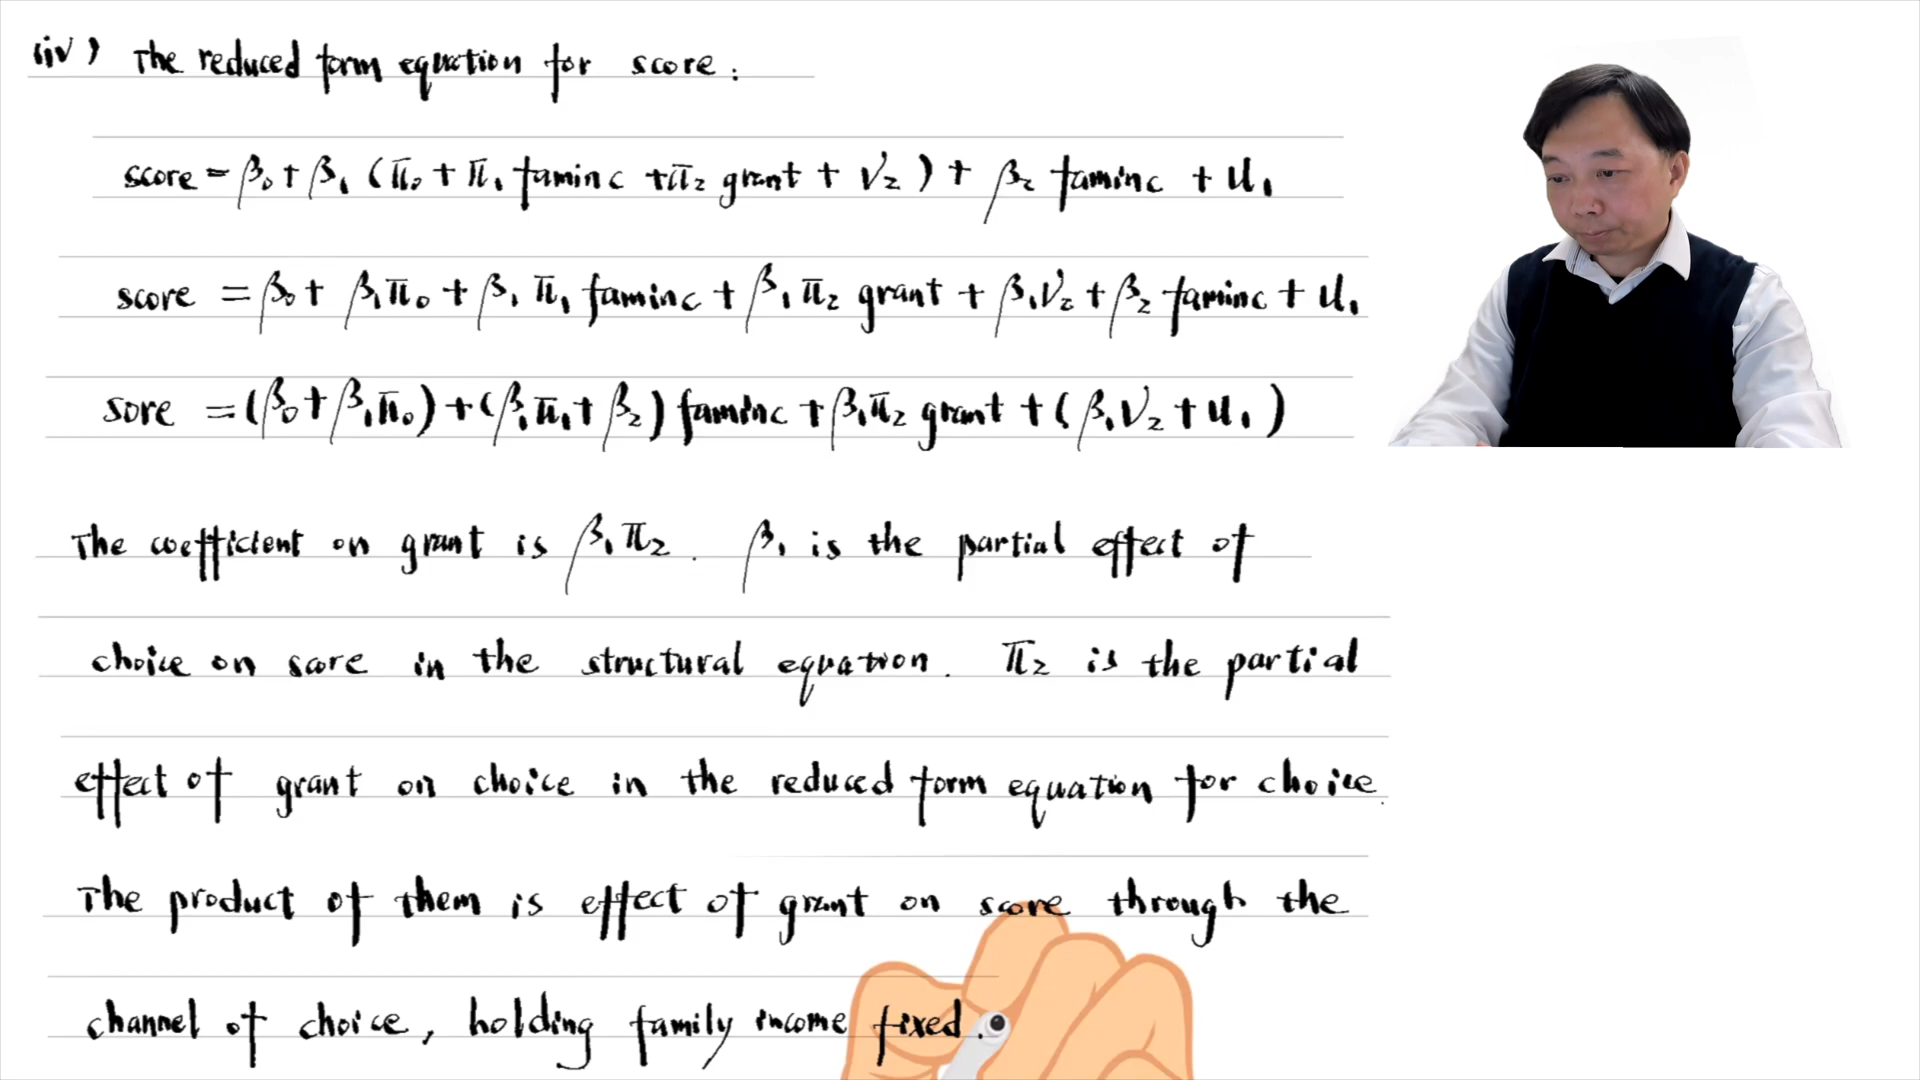 (iv) The reduced form equation for score:
score = β₀ + β₁ (π₀ + π₁ faminc + π₂ grant + v₂) + β₂ faminc + u₁
score = β₀ + β₁π₀ + β₁π₁ faminc + β₁π₂ grant + β₁v₂ + β₂ faminc + u₁
sore = (β₀ + β₁π₀) + (β₁π₁ + β₂) faminc + β₁π₂ grant + (β₁v₂ + u₁)
The coefficient on grant is β₁π₂. β₁ is the partial effect of
choice on sore in the structural equation. π₂ is the partial
effect of grant on choice in the reduced form equation for choice.
The product of them is effect of grant on score through the
channel of choice, holding family income fixed.